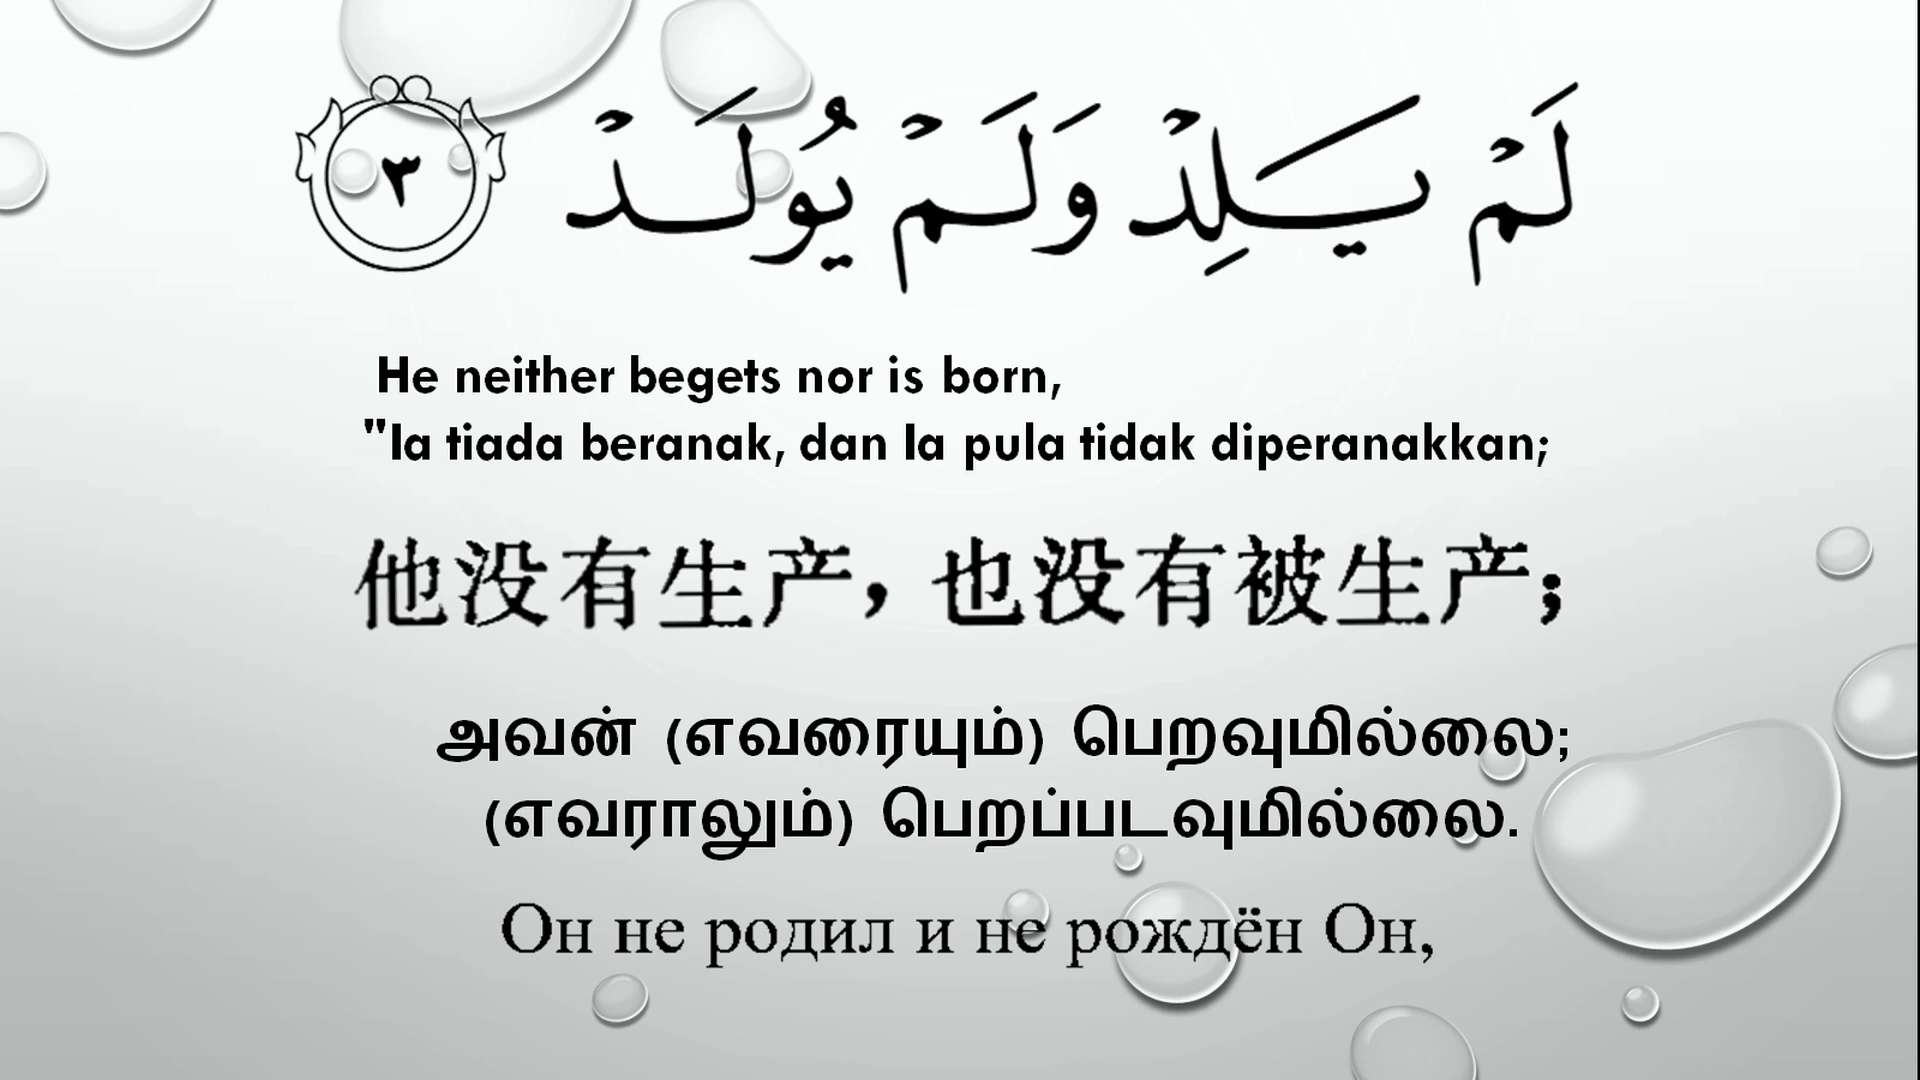 لَمْ يَلِدْ وَلَمْ يُولَدْ ٣
He neither begets nor is born,
"Ia tiada beranak, dan Ia pula tidak diperanakkan;
他没有生产，也没有被生产；
அவன் (எவரையும்) பெறவுமில்லை;
(எவராலும்) பெறப்படவுமில்லை.
Он не родил и не рождён Он,